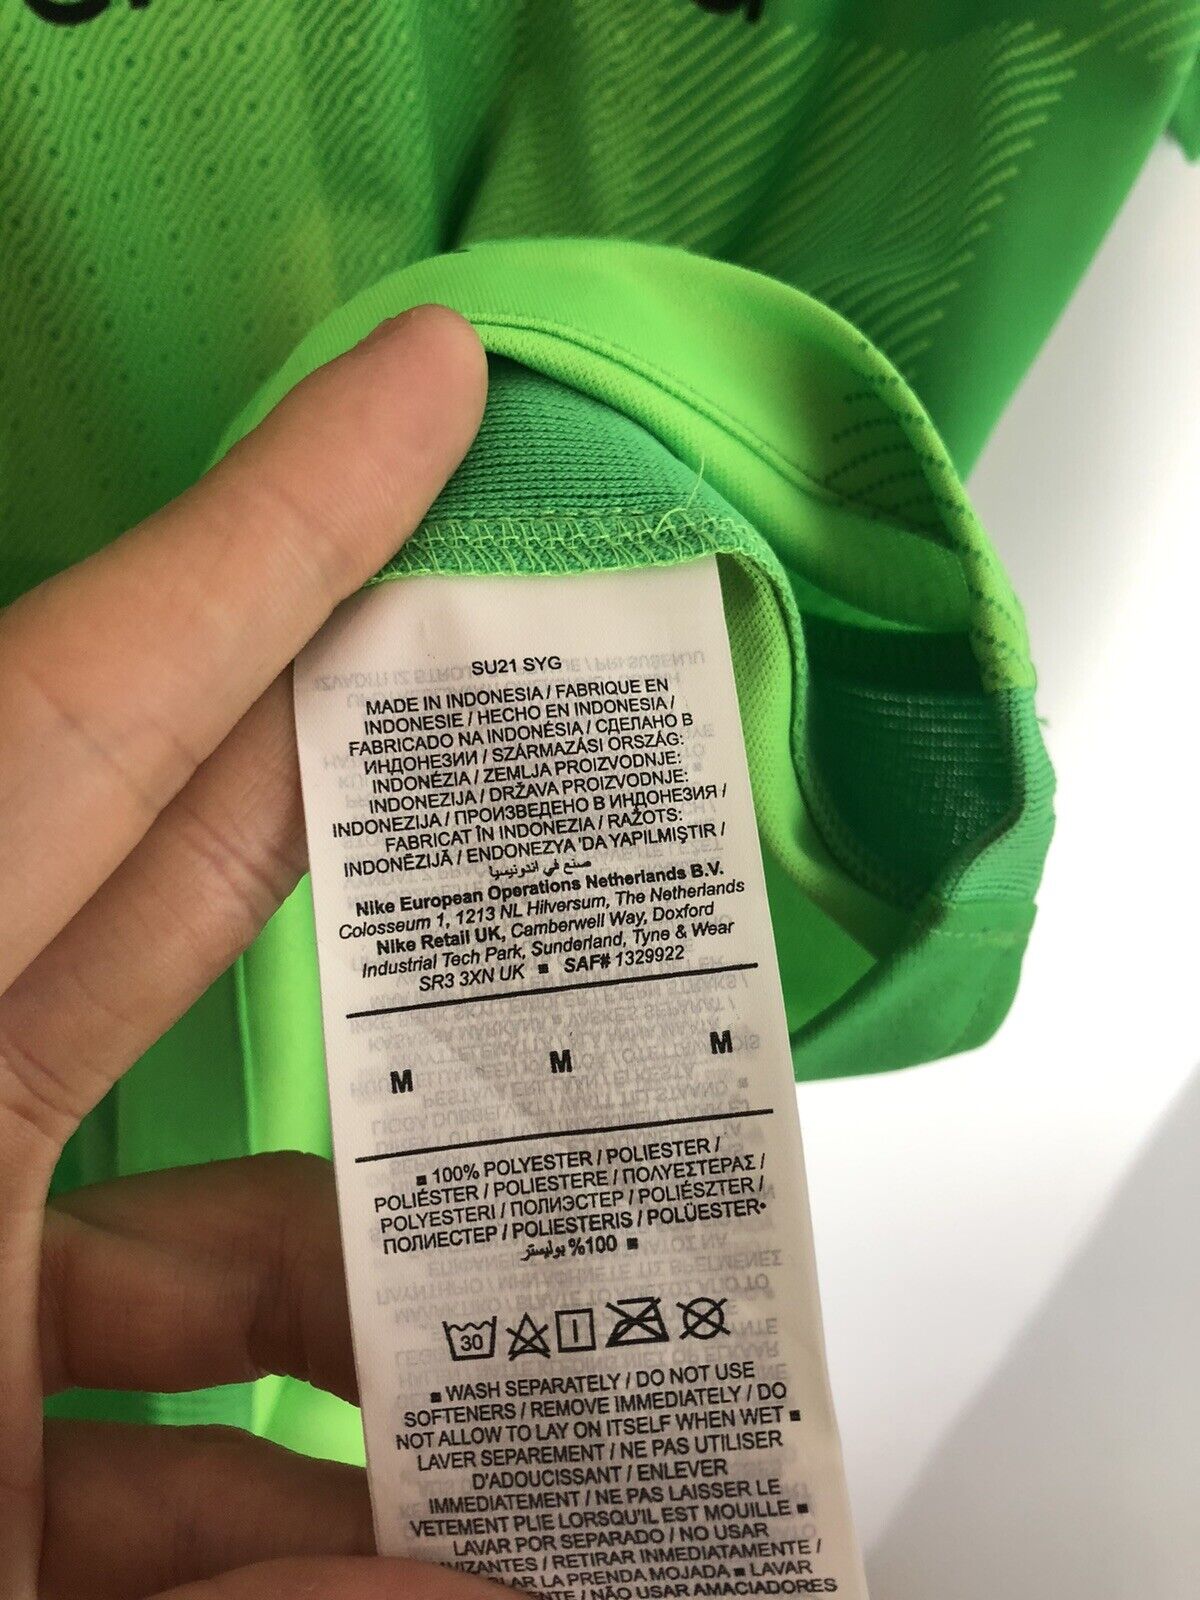 SU21 SYG
MADE IN INDONESIA / FABRIQUE EN
INDONESIE / HECHO EN INDONESIA /
FABRICADO NA INDONÉSIA / СДЕЛАНО В
ИНДОНЕЗИИ / SZÁRMAZÁSI ORSZÁG:
INDONÉZIA / ZEMLJA PROIZVODNJE:
INDONEZIJA / DRŽAVA PROIZVODNJE:
INDONEZIJA / ПРОИЗВЕДЕНО В ИНДОНЕЗИЯ /
FABRICAT ÎN INDONEZIA / RAŽOTS:
INDONĒZIJĀ / ENDONEZYA 'DA YAPILMIŞTIR /
صنع في اندونيسيا
Nike European Operations Netherlands B.V.
Colosseum 1, 1213 NL Hilversum, The Netherlands
Nike Retail UK, Camberwell Way, Doxford
Industrial Tech Park, Sunderland, Tyne & Wear
SR3 3XN UK ■ SAF# 1329922
M M M
■ 100% POLYESTER / POLIESTER /
POLIÉSTER / POLIESTERE / ΠΟΛΥΕΣΤΕΡΑΣ /
POLYESTERI / ПОЛИЭСТЕР / POLIÉSZTER /
ПОЛИЕСТЕР / POLIESTERIS / POLÜESTER•
100% بوليستر ■
30
■ WASH SEPARATELY / DO NOT USE
SOFTENERS / REMOVE IMMEDIATELY / DO
NOT ALLOW TO LAY ON ITSELF WHEN WET ■
LAVER SEPAREMENT / NE PAS UTILISER
D'ADOUCISSANT / ENLEVER
IMMEDIATEMENT / NE PAS LAISSER LE
VETEMENT PLIE LORSQU'IL EST MOUILLE ■
LAVAR POR SEPARADO / NO USAR
/ RETIRAR INMEDIATAMENTE /
LA PRENDA MOJADA ■ LAVAR
/ NÃO USAR AMACIADORES